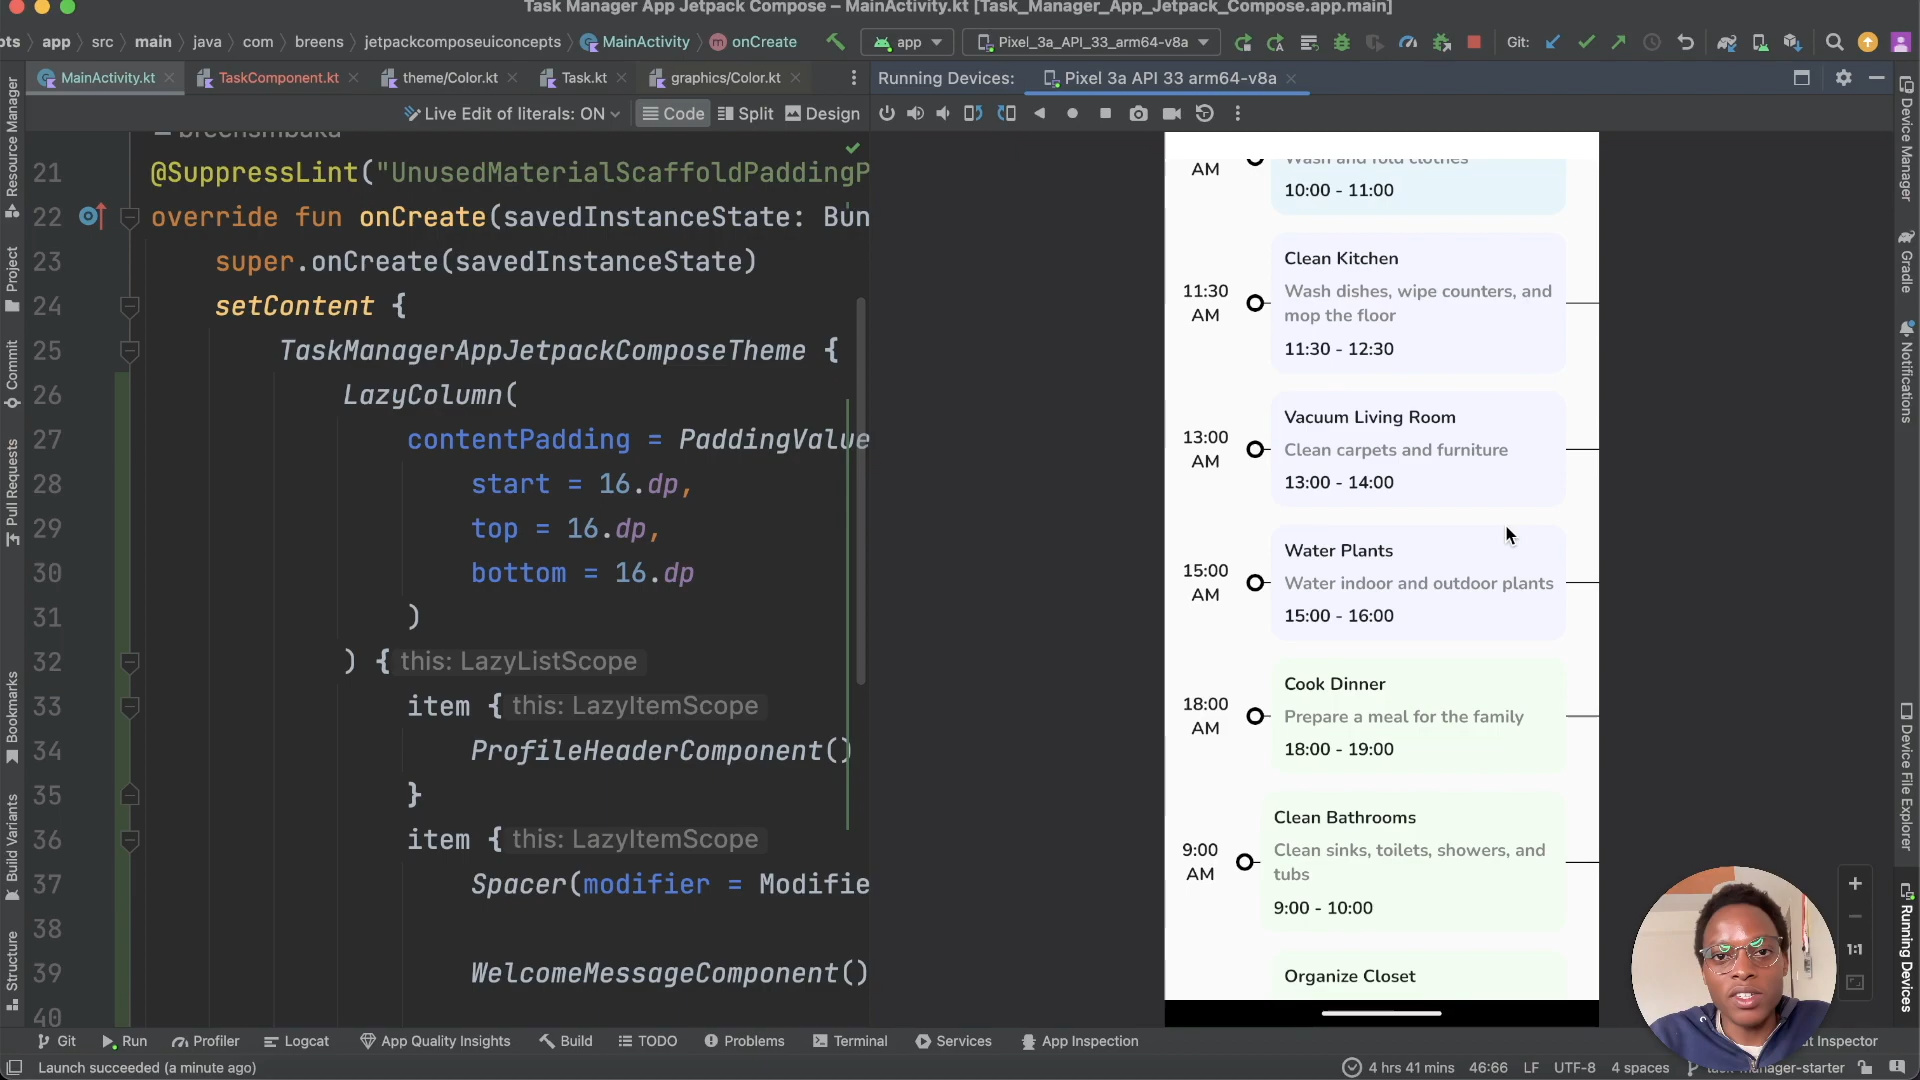 Task Manager App Jetpack Compose – MainActivity.kt [Task_Manager_App_Jetpack_Compose.app.main]
pts app src main java com breens jetpackcomposeuiconcepts MainActivity onCreate
app Pixel_3a_API_33_arm64-v8a Git:
MainActivity.kt TaskComponent.kt theme/Color.kt Task.kt graphics/Color.kt
Running Devices: Pixel 3a API 33 arm64-v8a
Live Edit of literals: ON Code Split Design
Resource Manager
Project
Commit
Pull Requests
Bookmarks
Build Variants
Structure
21 @SuppressLint("UnusedMaterialScaffoldPaddingP
22 override fun onCreate(savedInstanceState: Bun
23 super.onCreate(savedInstanceState)
24 setContent {
25 TaskManagerAppJetpackComposeTheme {
26 LazyColumn(
27 contentPadding = PaddingValue
28 start = 16.dp,
29 top = 16.dp,
30 bottom = 16.dp
31 )
32 ) { this: LazyListScope
33 item { this: LazyItemScope
34 ProfileHeaderComponent()
35 }
36 item { this: LazyItemScope
37 Spacer(modifier = Modifie
38
39 WelcomeMessageComponent()
40
AM
Wash and fold clothes
10:00 - 11:00
11:30
AM
Clean Kitchen
Wash dishes, wipe counters, and
mop the floor
11:30 - 12:30
13:00
AM
Vacuum Living Room
Clean carpets and furniture
13:00 - 14:00
15:00
AM
Water Plants
Water indoor and outdoor plants
15:00 - 16:00
18:00
AM
Cook Dinner
Prepare a meal for the family
18:00 - 19:00
9:00
AM
Clean Bathrooms
Clean sinks, toilets, showers, and
tubs
9:00 - 10:00
Organize Closet
1:1
Device Manager
Gradle
Notifications
Device File Explorer
Running Devices
Git Run Profiler Logcat App Quality Insights Build TODO Problems Terminal Services App Inspection ut Inspector
Launch succeeded (a minute ago) 4 hrs 41 mins 46:66 LF UTF-8 4 spaces task-manager-starter